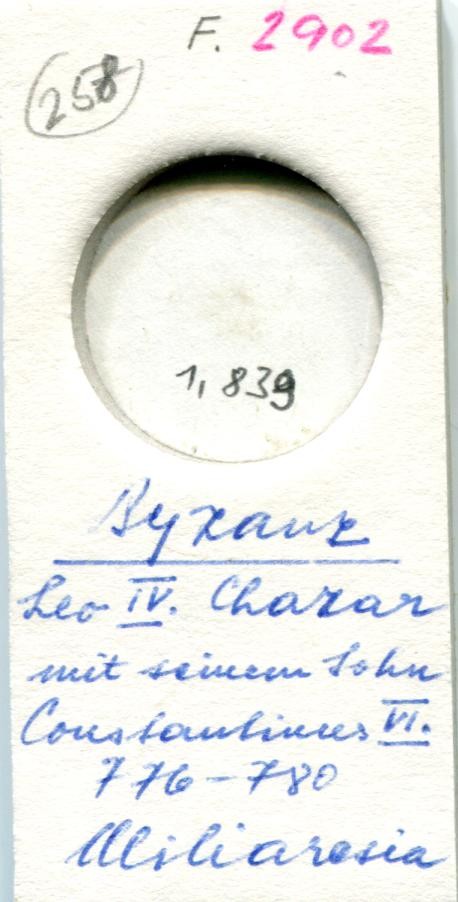 F. 2902
258
1,839
Byzanz
Leo IV. Chazar
mit seinem Sohn
Constantinus VI.
776-780
Miliaresia